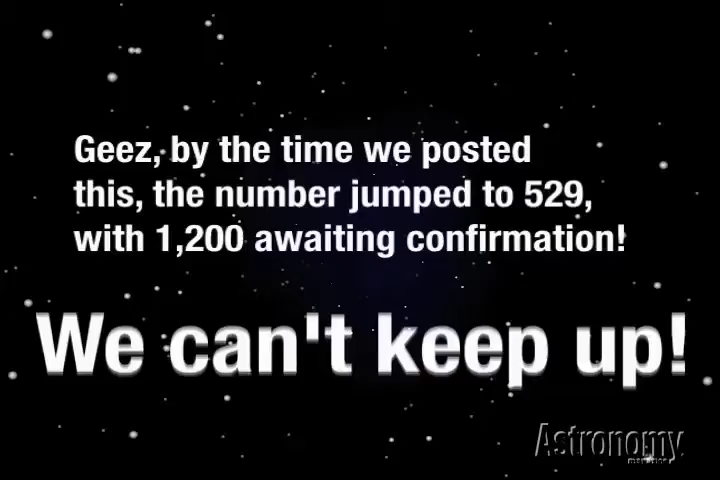 Geez, by the time we posted
this, the number jumped to 529,
with 1,200 awaiting confirmation!
We can't keep up!
Astronomy